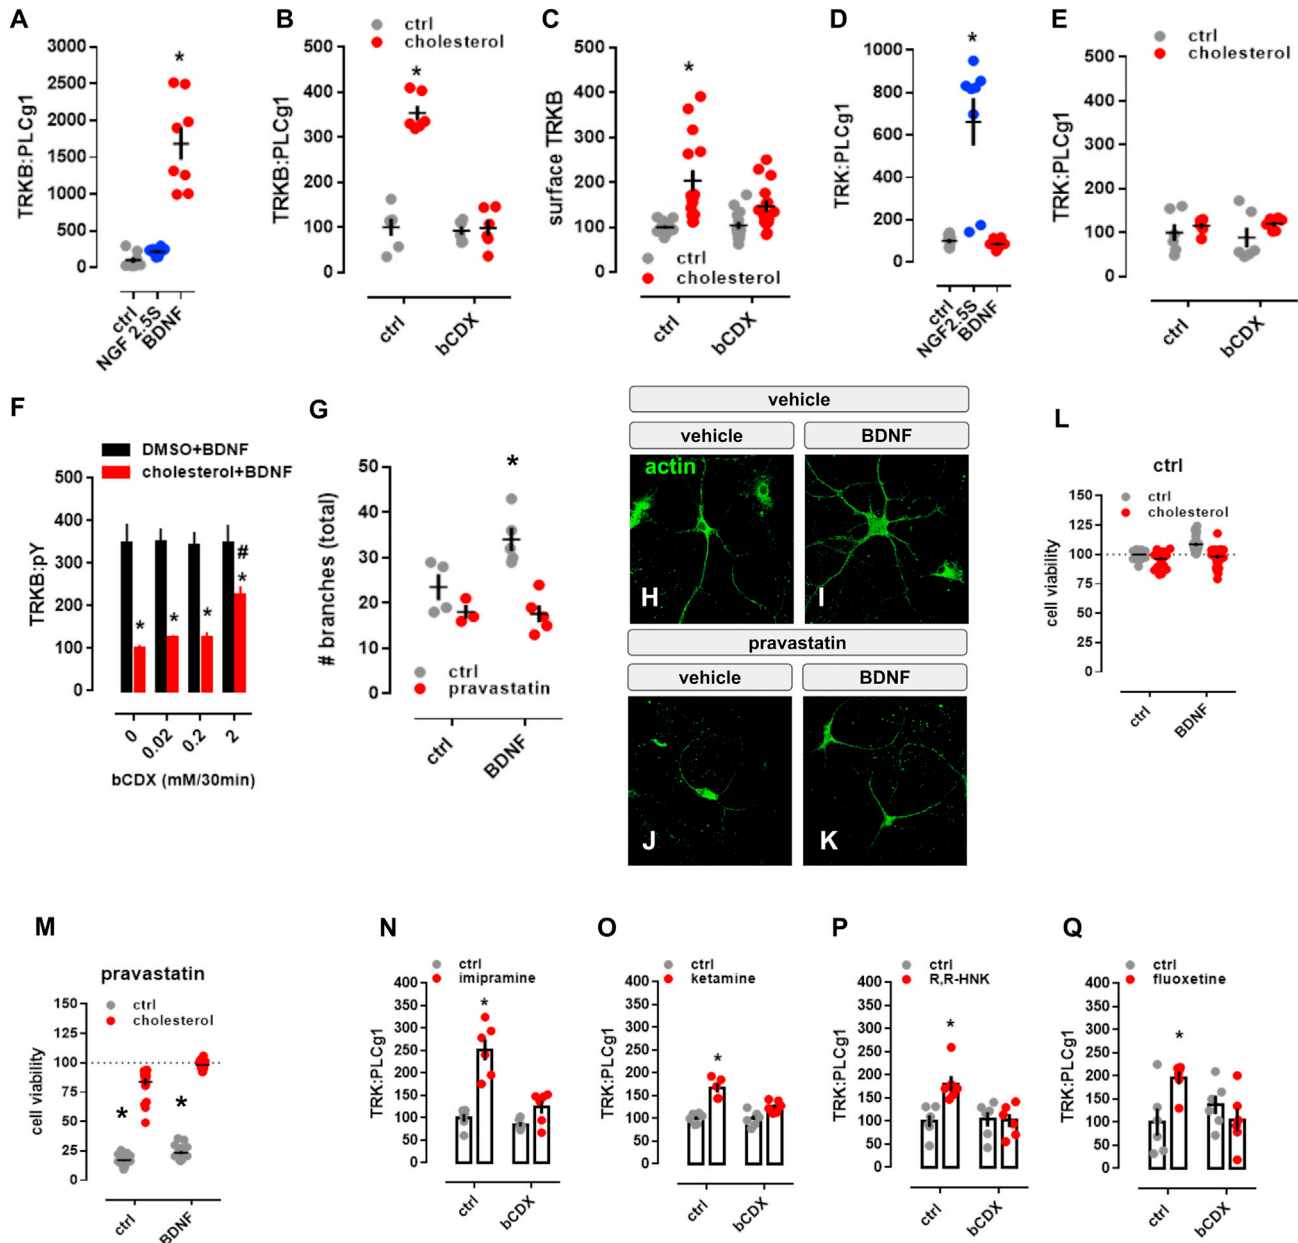 A
TRKB:PLCg1
3000
2500
2000
1500
1000
500
0
*
ctrl
NGF 2.5S
BDNF
B
ctrl
cholesterol
TRKB:PLCg1
500
400
300
200
100
0
*
ctrl
bCDX
C
surface TRKB
500
400
300
200
100
0
*
ctrl
cholesterol
ctrl
bCDX
D
TRK:PLCg1
1000
800
600
400
200
0
*
ctrl
NGF2.5S
BDNF
E
ctrl
cholesterol
TRK:PLCg1
500
400
300
200
100
0
ctrl
bCDX
F
DMSO+BDNF
cholesterol+BDNF
TRKB:pY
500
400
300
200
100
0
*
*
*
#
*
0
0.02
0.2
2
bCDX (mM/30min)
G
# branches (total)
50
40
30
20
10
0
*
ctrl
pravastatin
ctrl
BDNF
vehicle
vehicle
BDNF
actin
H
I
pravastatin
vehicle
BDNF
J
K
L
ctrl
ctrl
cholesterol
cell viability
150
125
100
75
50
25
0
ctrl
BDNF
M
pravastatin
ctrl
cholesterol
cell viability
150
125
100
75
50
25
0
*
*
ctrl
BDNF
N
ctrl
imipramine
TRK:PLCg1
400
350
300
250
200
150
100
50
0
*
ctrl
bCDX
O
ctrl
ketamine
TRK:PLCg1
400
350
300
250
200
150
100
50
0
*
ctrl
bCDX
P
ctrl
R,R-HNK
TRK:PLCg1
400
350
300
250
200
150
100
50
0
*
ctrl
bCDX
Q
ctrl
fluoxetine
TRK:PLCg1
400
350
300
250
200
150
100
50
0
*
ctrl
bCDX